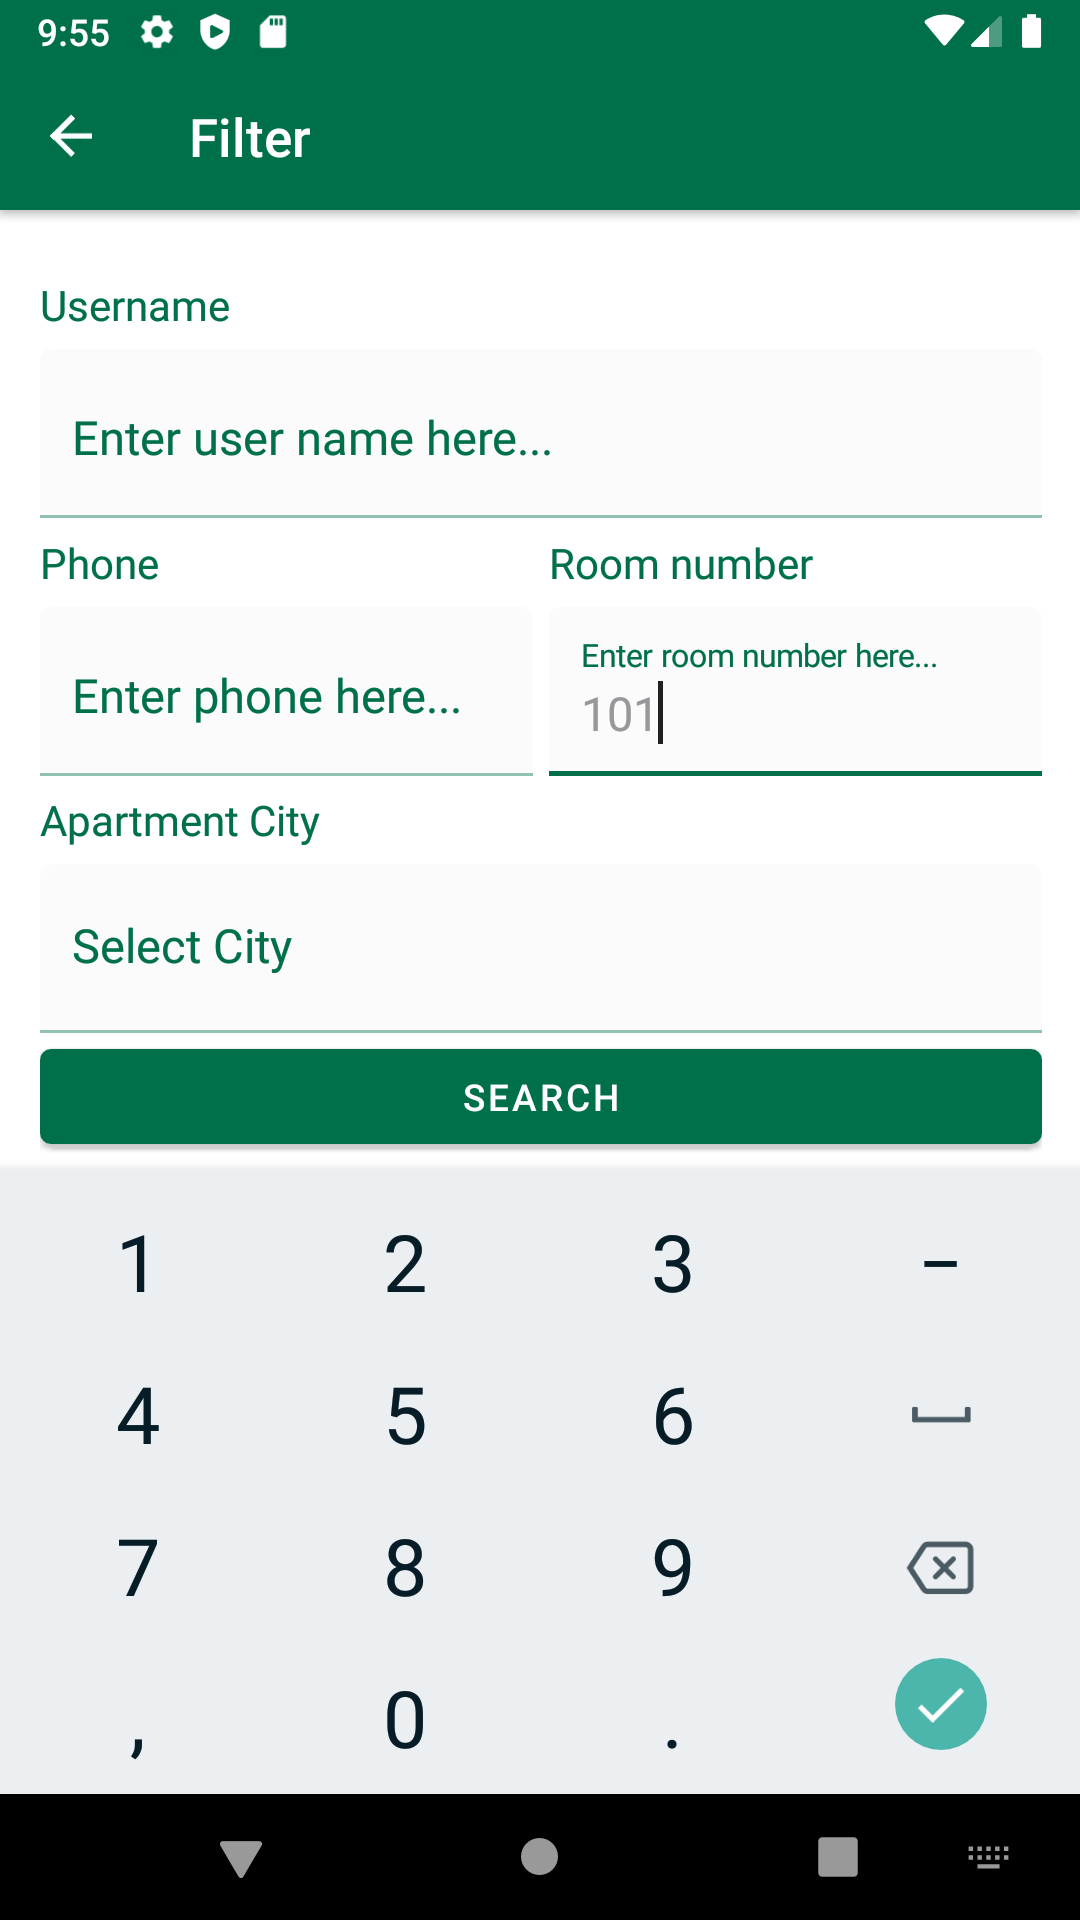 9:55
Filter
Username
Enter user name here...
Phone Room number
Enter phone here... Enter room number here...
101
Apartment City
Select City
SEARCH
1 2 3 –
4 5 6
7 8 9
, 0 .